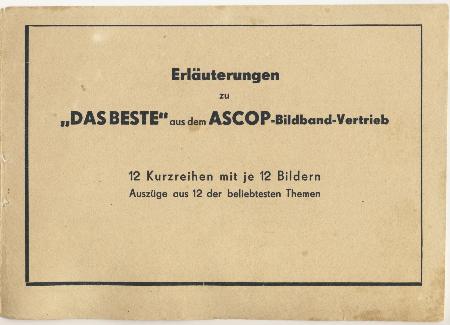 Erläuterungen
zu
„DAS BESTE" aus dem ASCOP-Bildband-Vertrieb
12 Kurzreihen mit je 12 Bildern
Auszüge aus 12 der beliebtesten Themen